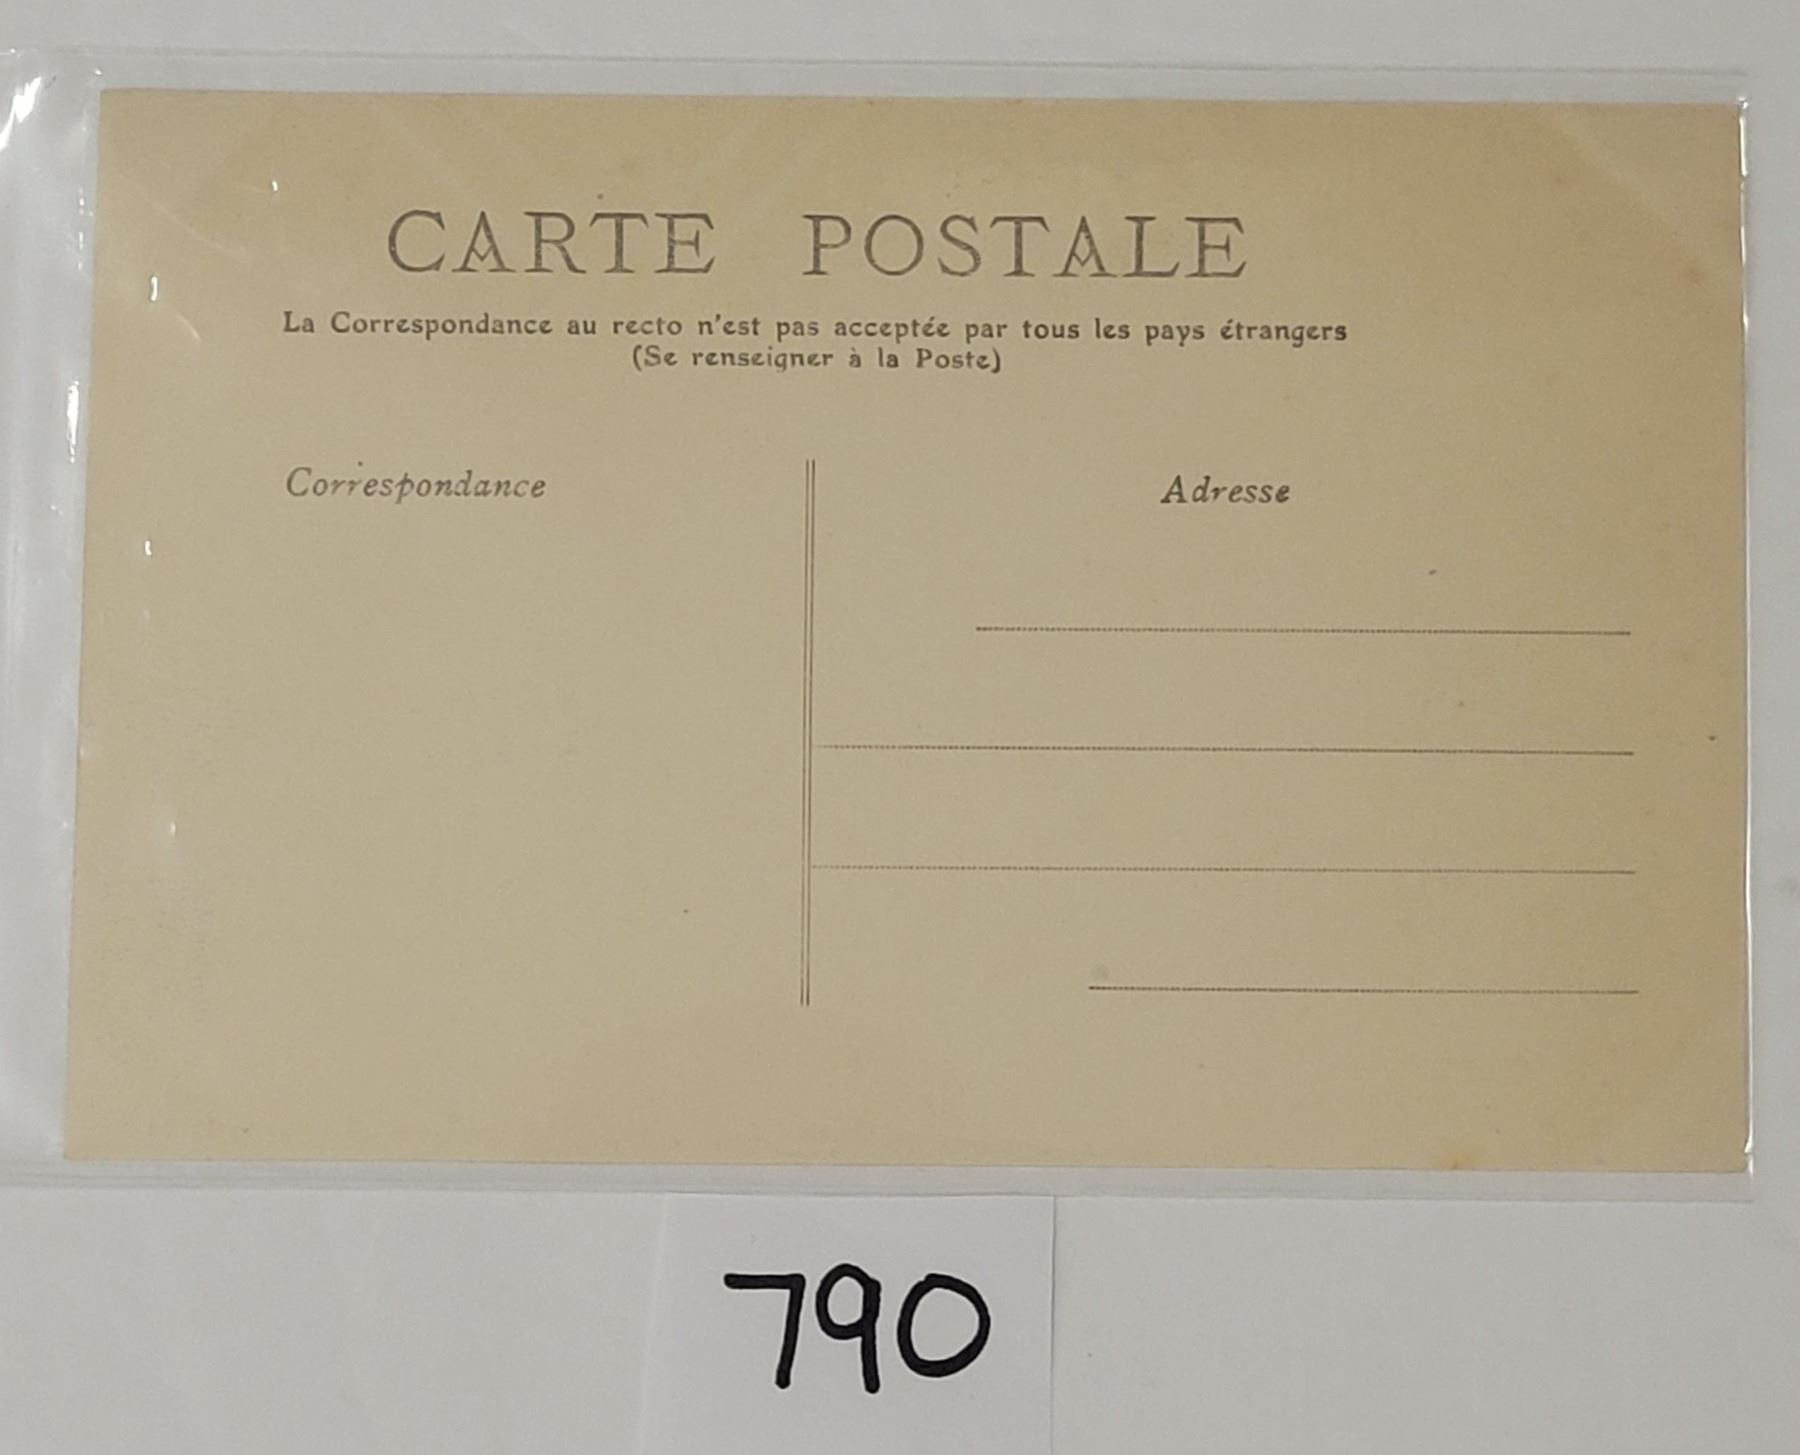 CARTE POSTALE
La Correspondance au recto n'est pas acceptée par tous les pays étrangers
(Se renseigner à la Poste)
Correspondance
Adresse
790